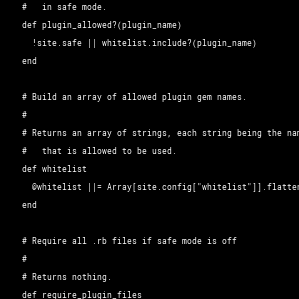 #   in safe mode.
def plugin_allowed?(plugin_name)
!site.safe || whitelist.include?(plugin_name)
end
# Build an array of allowed plugin gem names.
#
# Returns an array of strings, each string being the
#   that is allowed to be used.
def whitelist
@whitelist ||= Array[site.config["whitelist"]].flatten
end
# Require all .rb files if safe mode is off
#
# Returns nothing.
def require_plugin_files